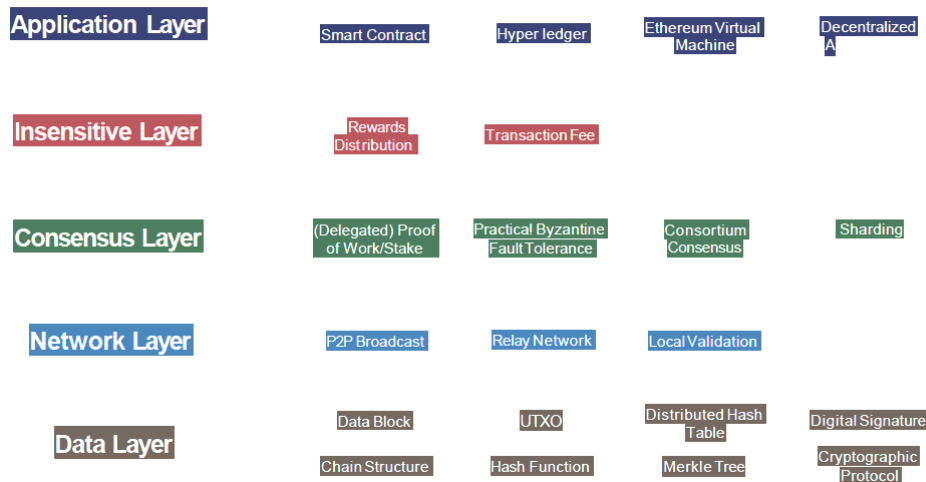 Application Layer
Smart Contract
Hyper ledger
Ethereum Virtual
Machine
Decentralized
A
Insensitive Layer
Rewards
Distribution
Transaction Fee
Consensus Layer
(Delegated) Proof
of Work/Stake
Practical Byzantine
Fault Tolerance
Consortium
Consensus
Sharding
Network Layer
P2P Broadcast
Relay Network
Local Validation
Data Layer
Data Block
UTXO
Distributed Hash
Table
Digital Signature
Chain Structure
Hash Function
Merkle Tree
Cryptographic
Protocol